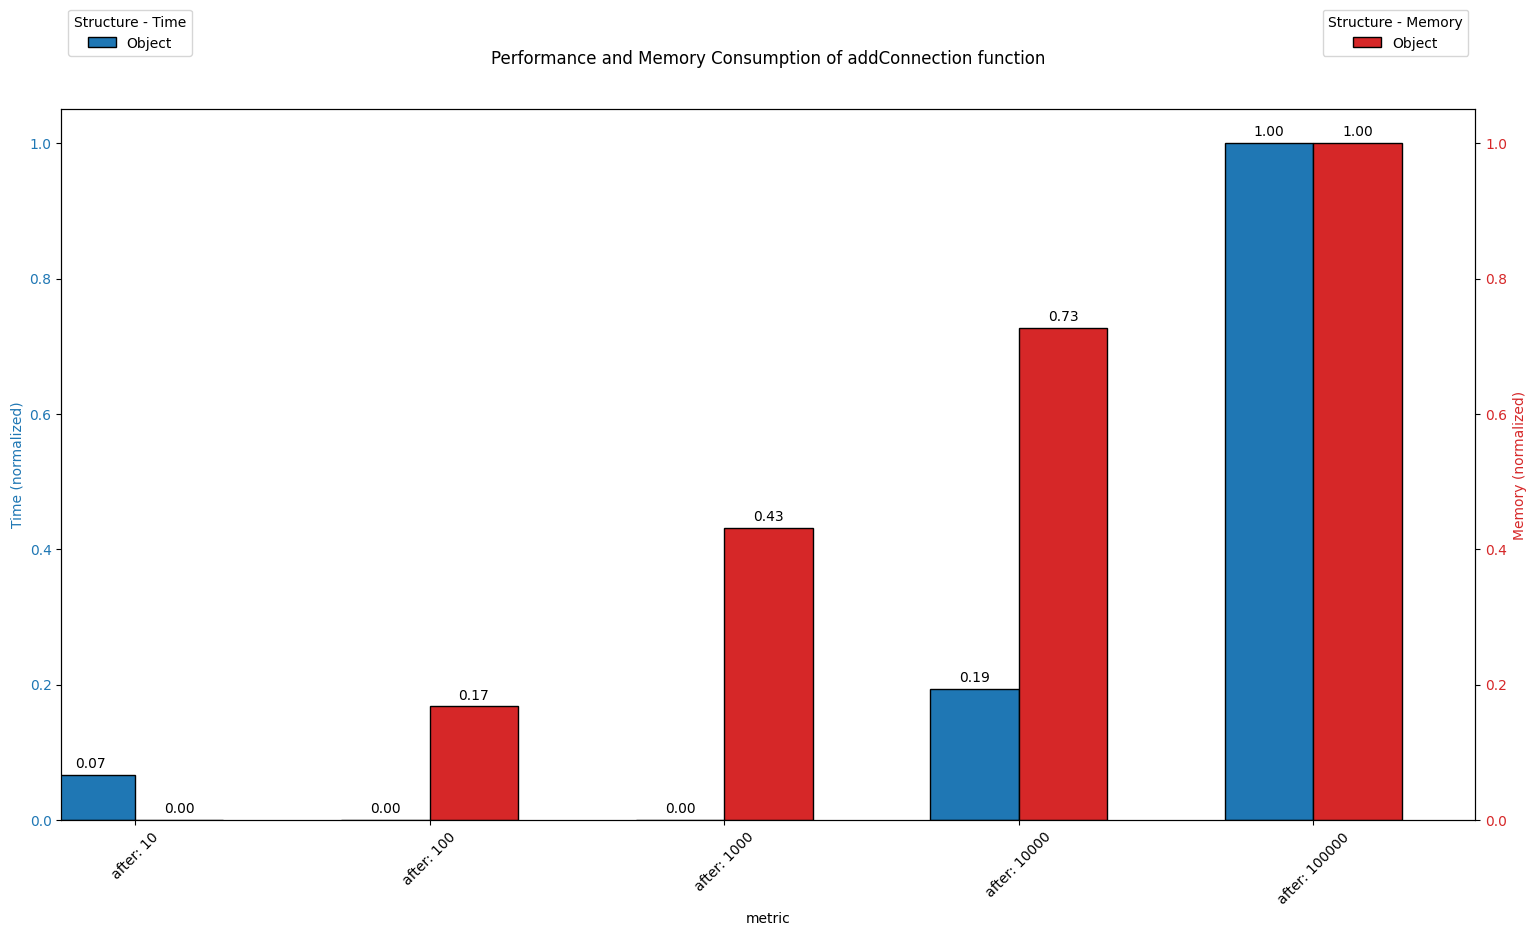 Structure - Time
Object
Structure - Memory
Object
Performance and Memory Consumption of addConnection function
Time (normalized)
1.0
0.8
0.6
0.4
0.2
0.0
0.07
0.00
0.00
0.17
0.00
0.43
0.19
0.73
1.00
1.00
1.0
0.8
0.6
0.4
0.2
0.0
Memory (normalized)
after: 10
after: 100
after: 1000
after: 10000
after: 100000
metric